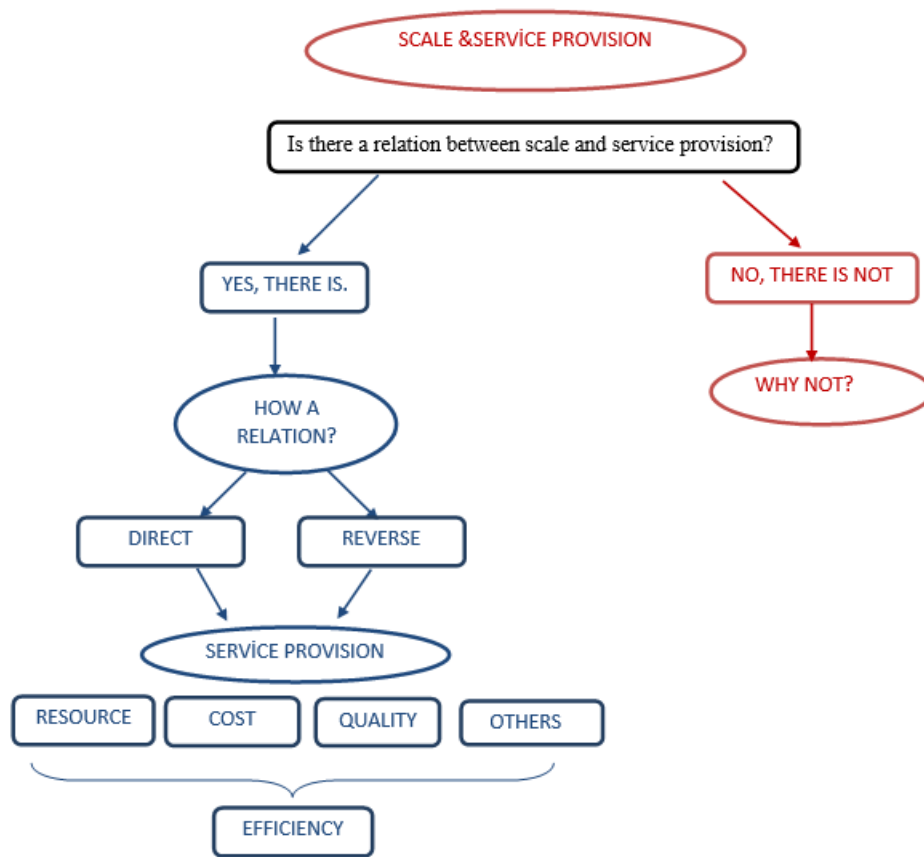 SCALE &SERVİCE PROVISION
Is there a relation between scale and service provision?
YES, THERE IS.
NO, THERE IS NOT
HOW A
RELATION?
WHY NOT?
DIRECT
REVERSE
SERVİCE PROVISION
RESOURCE
COST
QUALITY
OTHERS
EFFICIENCY